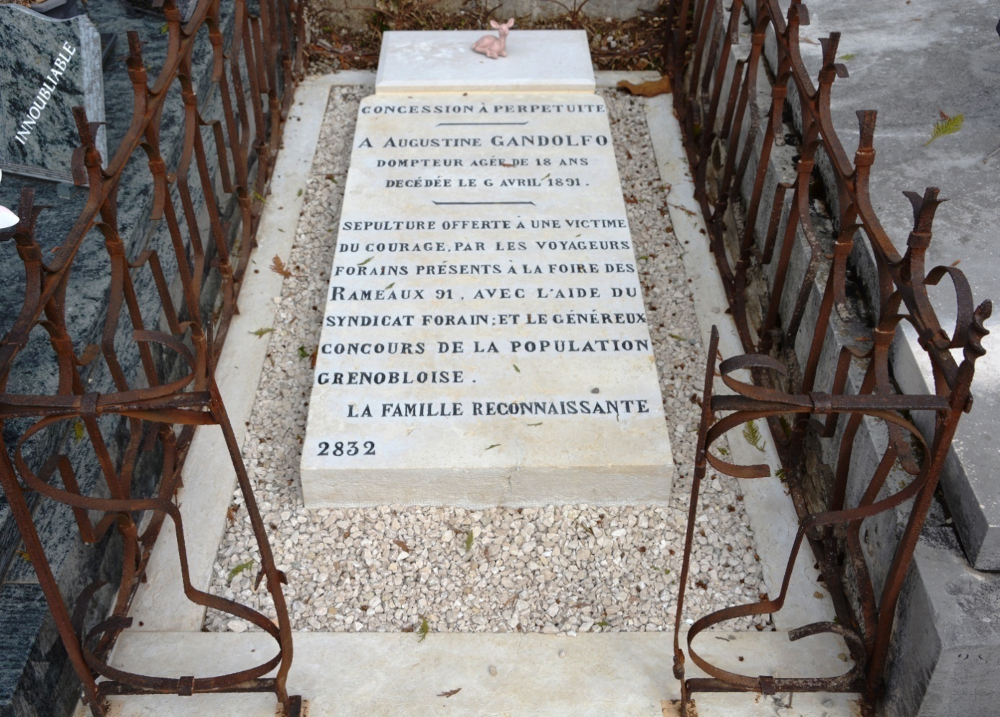 INNOUBLIABLE
CONCESSION À PERPETUITE
A AUGUSTINE GANDOLFO
DOMPTEUR AGÉE DE 18 ANS
DECÉDÉE LE 6 AVRIL 1891.
SEPULTURE OFFERTE À UNE VICTIME
DU COURAGE, PAR LES VOYAGEURS
FORAINS PRÉSENTS À LA FOIRE DES
RAMEAUX 91, AVEC L'AIDE DU
SYNDICAT FORAIN; ET LE GÉNÉREUX
CONCOURS DE LA POPULATION
GRENOBLOISE.
LA FAMILLE RECONNAISSANTE
2832